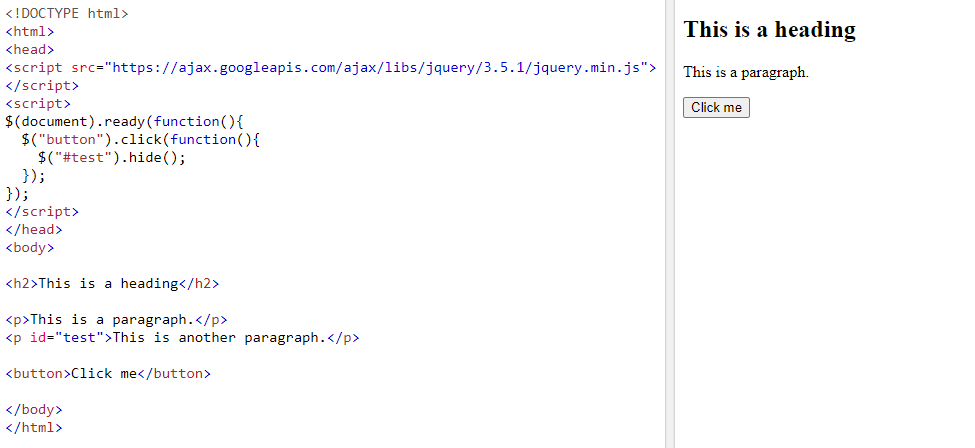 <!DOCTYPE html>
<html>
<head>
<script src="https://ajax.googleapis.com/ajax/libs/jquery/3.5.1/jquery.min.js">
</script>
<script>
$(document).ready(function(){
  $("button").click(function(){
    $("#test").hide();
  });
});
</script>
</head>
<body>

<h2>This is a heading</h2>

<p>This is a paragraph.</p>
<p id="test">This is another paragraph.</p>

<button>Click me</button>

</body>
</html>
This is a heading
This is a paragraph.
Click me